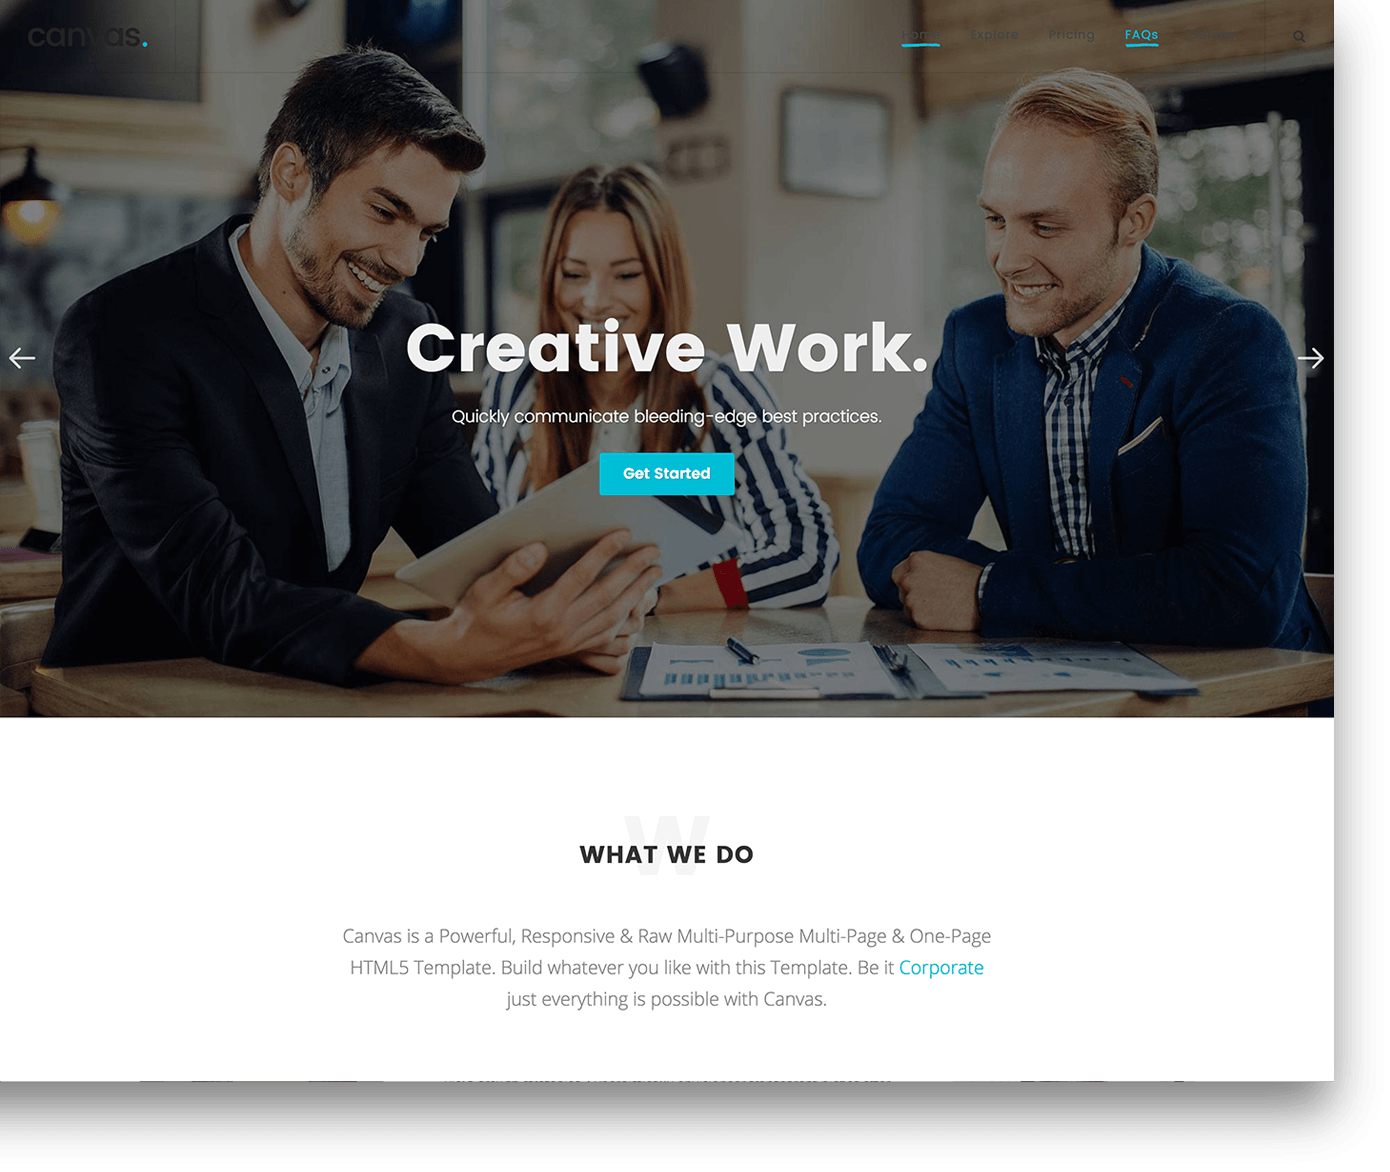 canvas.
Home Explore Pricing FAQs
Creative Work.
Quickly communicate bleeding-edge best practices.
Get Started
W
WHAT WE DO
Canvas is a Powerful, Responsive & Raw Multi-Purpose Multi-Page & One-Page
HTML5 Template. Build whatever you like with this Template. Be it Corporate
just everything is possible with Canvas.